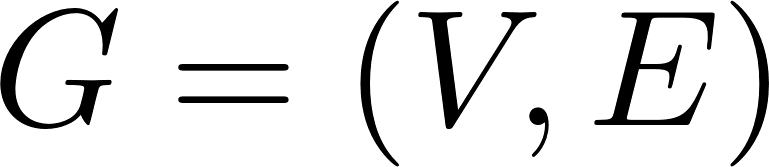 G = (V, E)